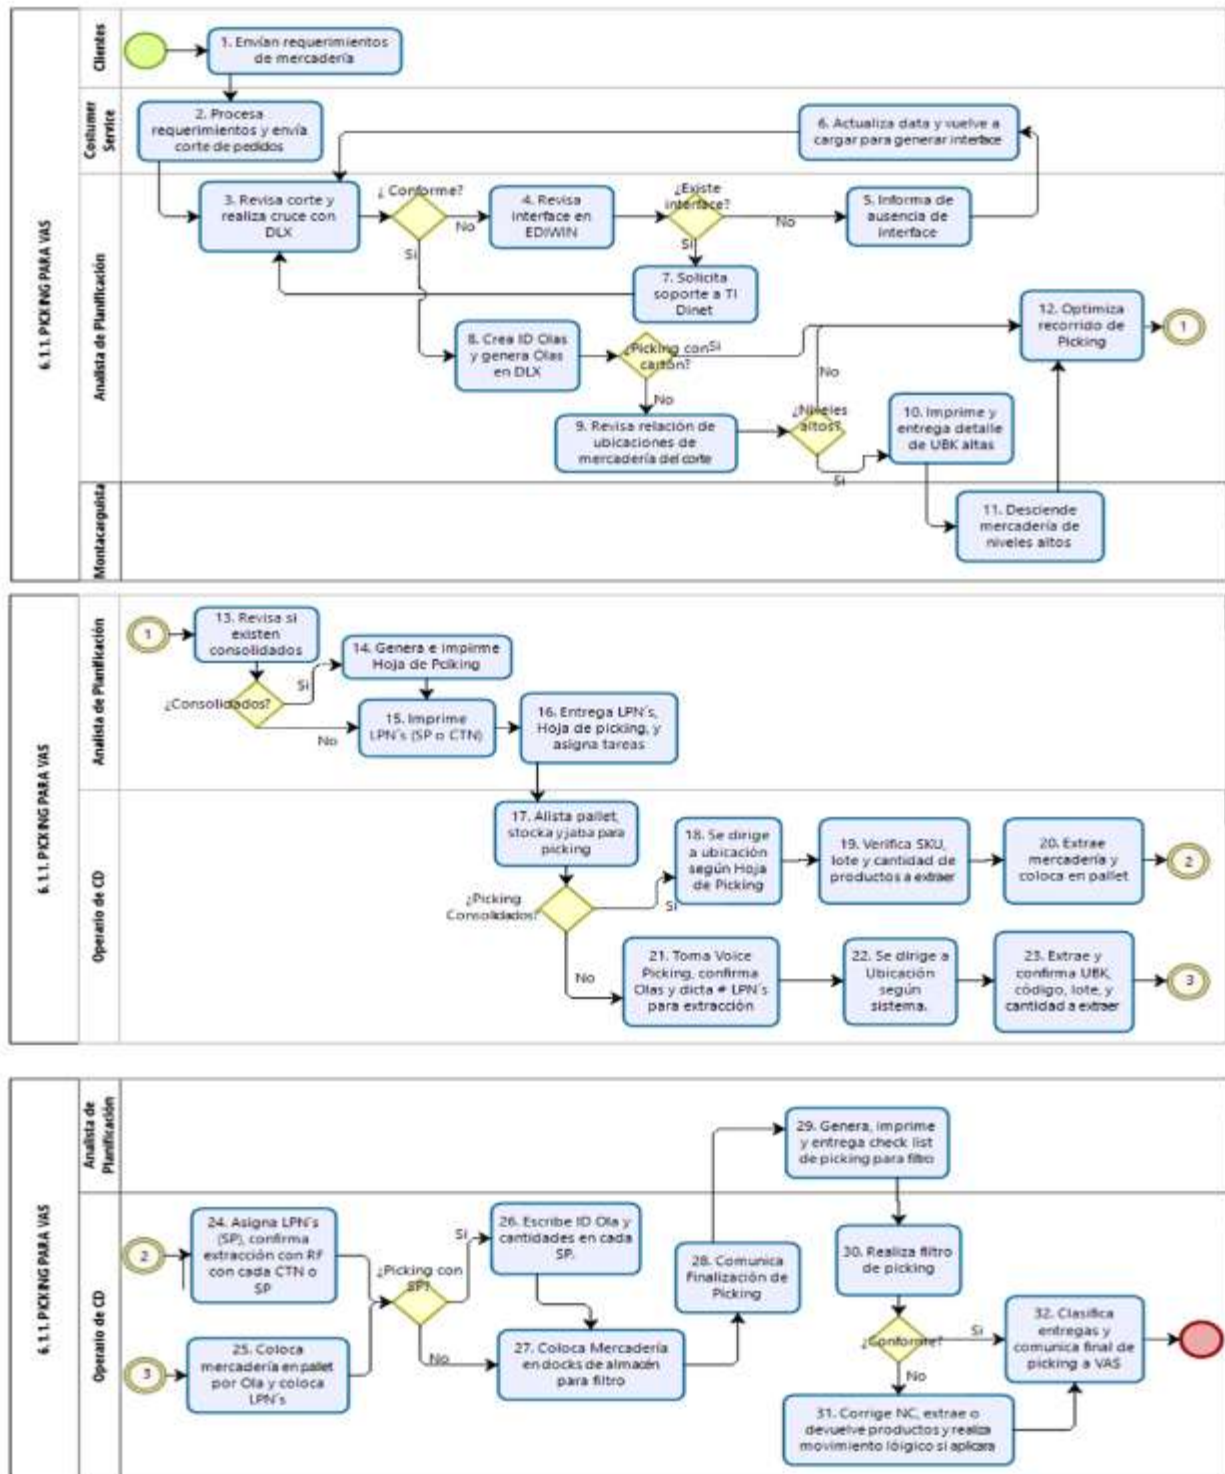 6.1.1. PICKING PARA VAS
Clientes
1. Envían requerimientos
de mercadería
Costumer
Service
2. Procesa
requerimientos y envía
corte de pedidos
6. Actualiza data y vuelve a
cargar para generar interface
Analista de Planificación
3. Revisa corte y
realiza cruce con
DLX
¿ Conforme?
No
Si
4. Revisa
interface en
EDIWIN
¿Existe
interface?
No
Si
5. Informa de
ausencia de
interface
7. Solicita
soporte a TI
Dinet
8. Crea ID Olas
y genera Olas
en DLX
¿Picking con
cartón?
Si
No
9. Revisa relación de
ubicaciones de
mercadería del corte
¿Niveles
altos?
No
Si
10. Imprime y
entrega detalle
de UBK altas
12. Optimiza
recorrido de
Picking
1
Montacarguista
11. Desciende
mercadería de
niveles altos
6.1.1. PICKING PARA VAS
Analista de Planificación
1
13. Revisa si
existen
consolidados
¿Consolidados?
Si
No
14. Genera e impirme
Hoja de Pciking
15. Imprime
LPN´s (SP o CTN)
16. Entrega LPN´s,
Hoja de picking, y
asigna tareas
Operario de CD
17. Alista pallet,
stocka y jaba para
picking
¿Picking
Consolidados?
Si
No
18. Se dirige
a ubicación
según Hoja
de Picking
19. Verifica SKU,
lote y cantidad de
productos a extraer
20. Extrae
mercadería y
coloca en pallet
2
21. Toma Voice
Picking, confirma
Olas y dicta # LPN´s
para extracción
22. Se dirige a
Ubicación
según
sistema.
23. Extrae y
confirma UBK,
código, lote, y
cantidad a extraer
3
6.1.1. PICKING PARA VAS
Analista de
Planificación
29. Genera, imprime
y entrega check list
de picking para filtro
Operario de CD
2
24. Asigna LPN´s
(SP), confirma
extracción con RF
con cada CTN o
SP
3
25. Coloca
mercadería en pallet
por Ola y coloca
LPN´s
¿Picking con
SP?
Si
No
26. Escribe ID Ola y
cantidades en cada
SP.
27. Coloca Mercadería
en docks de almacén
para filtro
28. Comunica
Finalización de
Picking
30. Realiza filtro
de picking
¿Conforme?
Si
No
31. Corrige NC, extrae o
devuelve productos y realiza
movimiento lóigico si aplicara
32. Clasifica
entregas y
comunica final de
picking a VAS